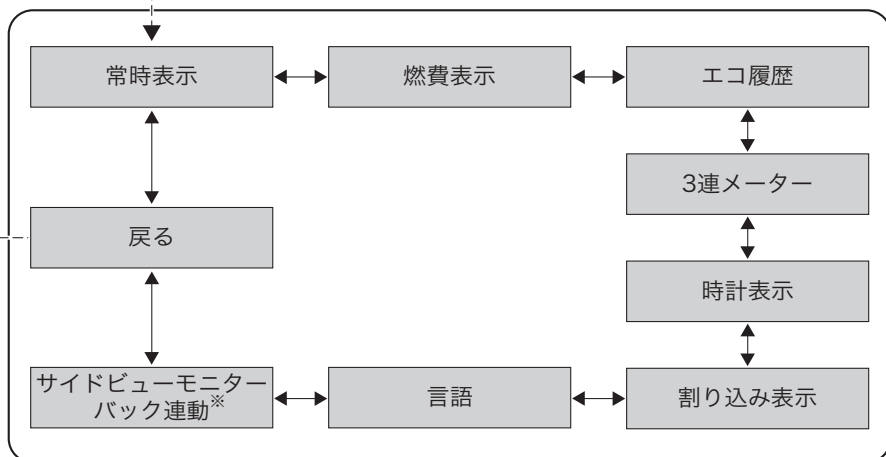 常時表示
燃費表示
エコ履歴
3連メーター
戻る
時計表示
サイドビューモニター
バック連動※
言語
割り込み表示